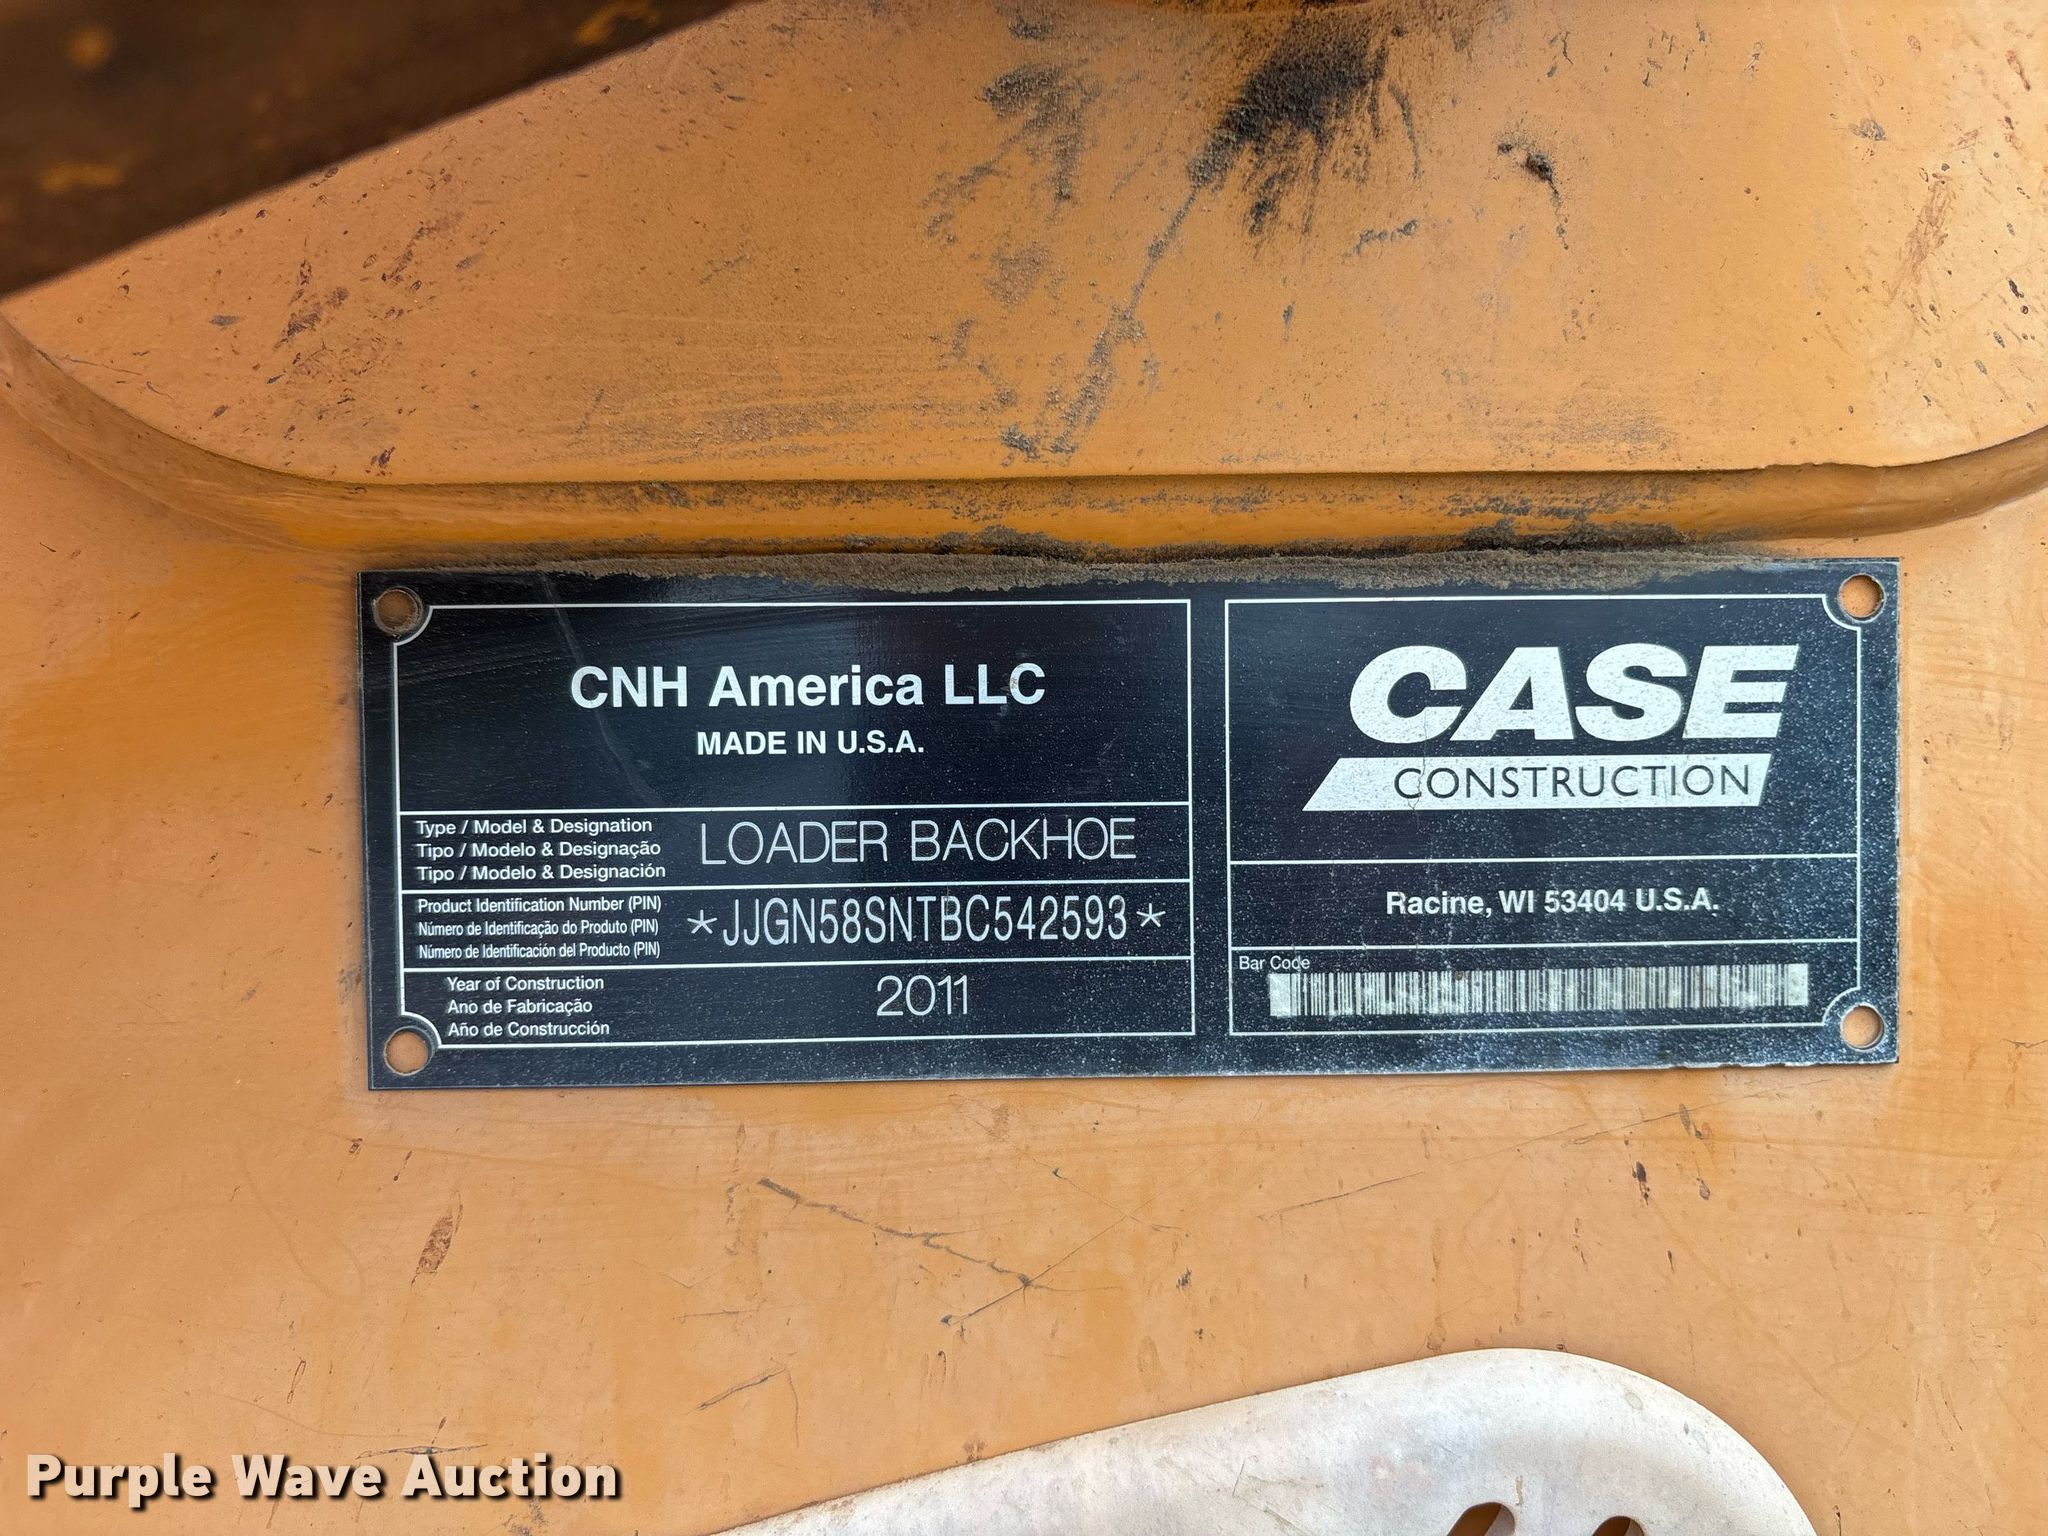 CNH America LLC
MADE IN U.S.A.
Type / Model & Designation
Tipo / Modelo & Designação
Tipo / Modelo & Designación
LOADER BACKHOE
Product Identification Number (PIN)
Número de Identificação do Produto (PIN)
Número de Identificación del Producto (PIN)
*JJGN58SNTBC542593*
Year of Construction
Ano de Fabricação
Año de Construcción
2011
CASE
CONSTRUCTION
Racine, WI 53404 U.S.A.
Bar Code
Purple Wave Auction